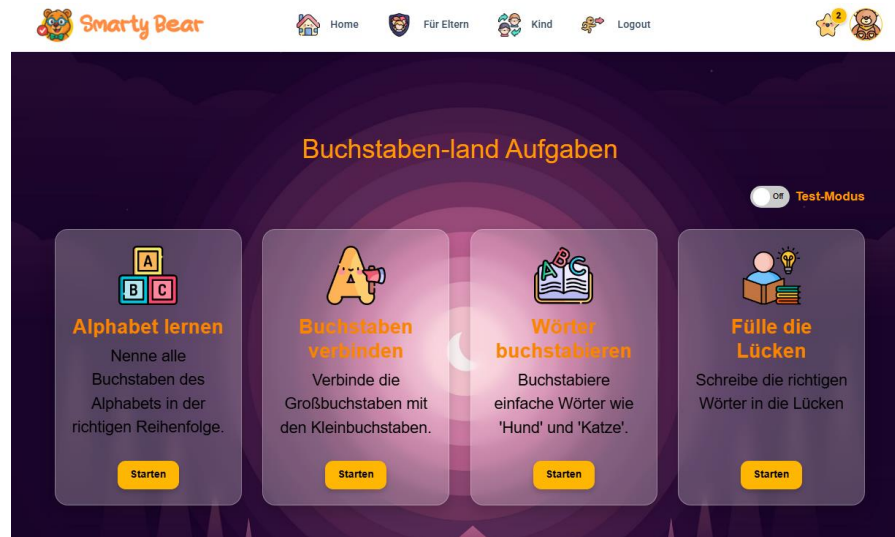 Smarty Bear
Home
Für Eltern
Kind
Logout
2
Buchstaben-land Aufgaben
Off
Test-Modus
A
B C
Alphabet lernen
Nenne alle
Buchstaben des
Alphabets in der
richtigen Reihenfolge.
Starten
Buchstaben
verbinden
Verbinde die
Großbuchstaben mit
den Kleinbuchstaben.
Starten
ABC
Wörter
buchstabieren
Buchstabiere
einfache Wörter wie
'Hund' und 'Katze'.
Starten
Fülle die
Lücken
Schreibe die richtigen
Wörter in die Lücken
Starten